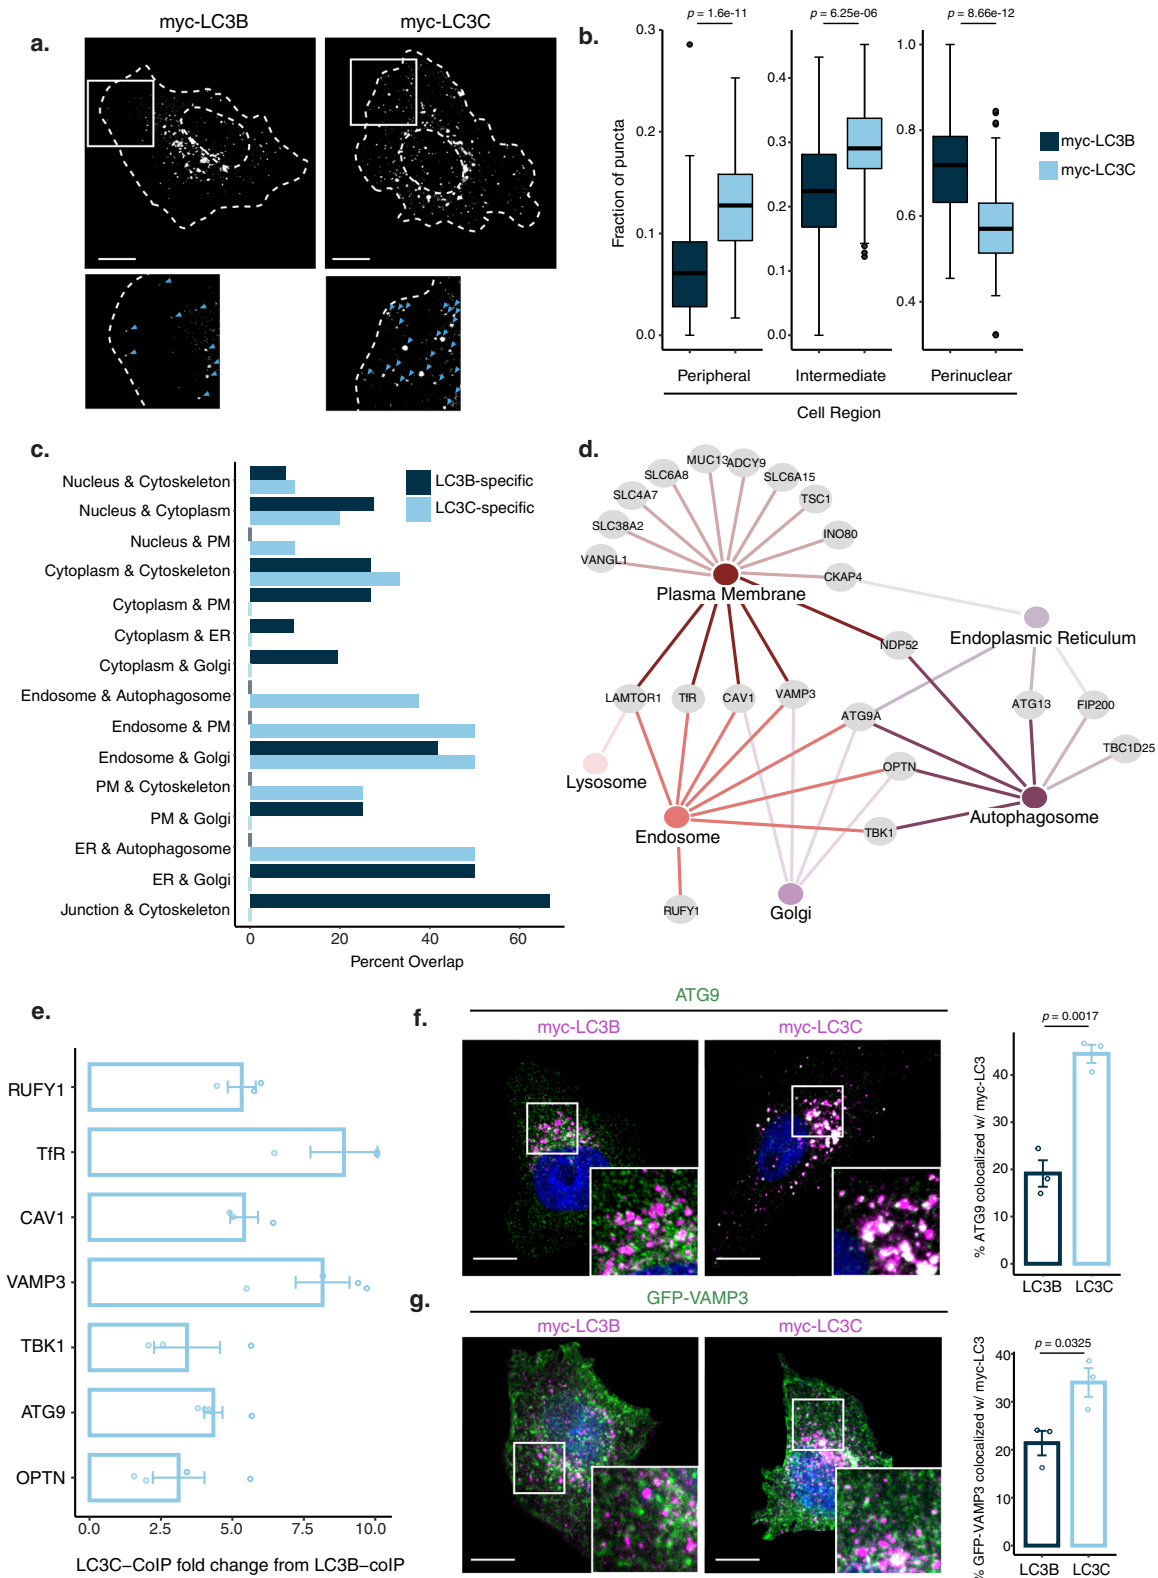 a.
myc-LC3B
myc-LC3C
b.
p = 1.6e-11
p = 6.25e-06
p = 8.66e-12
Fraction of puncta
0.3
0.2
0.1
0.0
0.4
0.3
0.2
0.1
0.0
1.0
0.8
0.6
0.4
myc-LC3B
myc-LC3C
Peripheral
Intermediate
Perinuclear
Cell Region
c.
Nucleus & Cytoskeleton
Nucleus & Cytoplasm
Nucleus & PM
Cytoplasm & Cytoskeleton
Cytoplasm & PM
Cytoplasm & ER
Cytoplasm & Golgi
Endosome & Autophagosome
Endosome & PM
Endosome & Golgi
PM & Cytoskeleton
PM & Golgi
ER & Autophagosome
ER & Golgi
Junction & Cytoskeleton
0 20 40 60
Percent Overlap
LC3B-specific
LC3C-specific
d.
MUC13
ADCY9
SLC6A8
SLC6A15
SLC4A7
TSC1
SLC38A2
INO80
VANGL1
CKAP4
Plasma Membrane
Endoplasmic Reticulum
NDP52
LAMTOR1
TfR
CAV1
VAMP3
ATG9A
ATG13
FIP200
TBC1D25
OPTN
Lysosome
Endosome
TBK1
Autophagosome
RUFY1
Golgi
e.
RUFY1
TfR
CAV1
VAMP3
TBK1
ATG9
OPTN
0.0 2.5 5.0 7.5 10.0
LC3C–CoIP fold change from LC3B–coIP
f.
ATG9
myc-LC3B
myc-LC3C
p = 0.0017
% ATG9 colocalized w/ myc-LC3
40
30
20
10
0
LC3B LC3C
g.
GFP-VAMP3
myc-LC3B
myc-LC3C
p = 0.0325
% GFP-VAMP3 colocalized w/ myc-LC3
40
30
20
10
0
LC3B LC3C